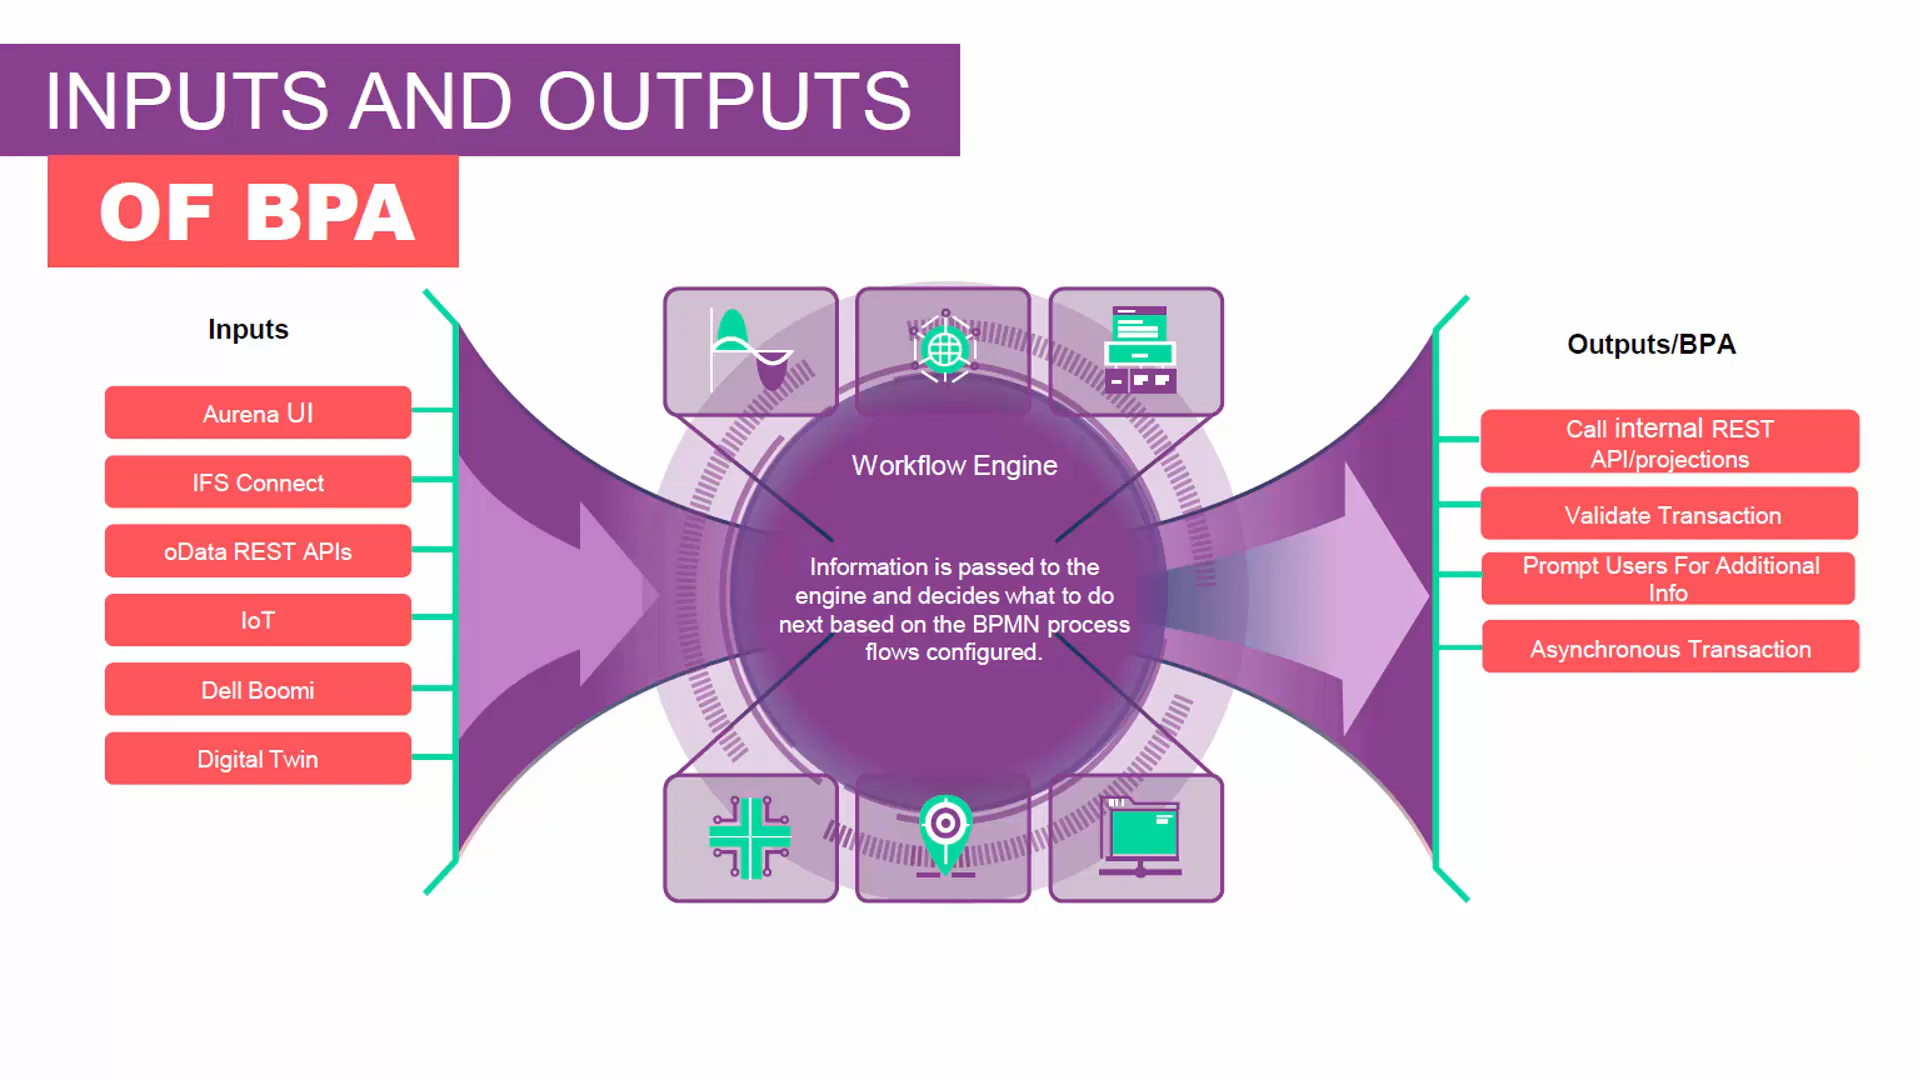 INPUTS AND OUTPUTS
OF BPA
Inputs
Aurena UI
IFS Connect
oData REST APIs
IoT
Dell Boomi
Digital Twin
Workflow Engine
Information is passed to the
engine and decides what to do
next based on the BPMN process
flows configured.
Outputs/BPA
Call internal REST
API/projections
Validate Transaction
Prompt Users For Additional
Info
Asynchronous Transaction